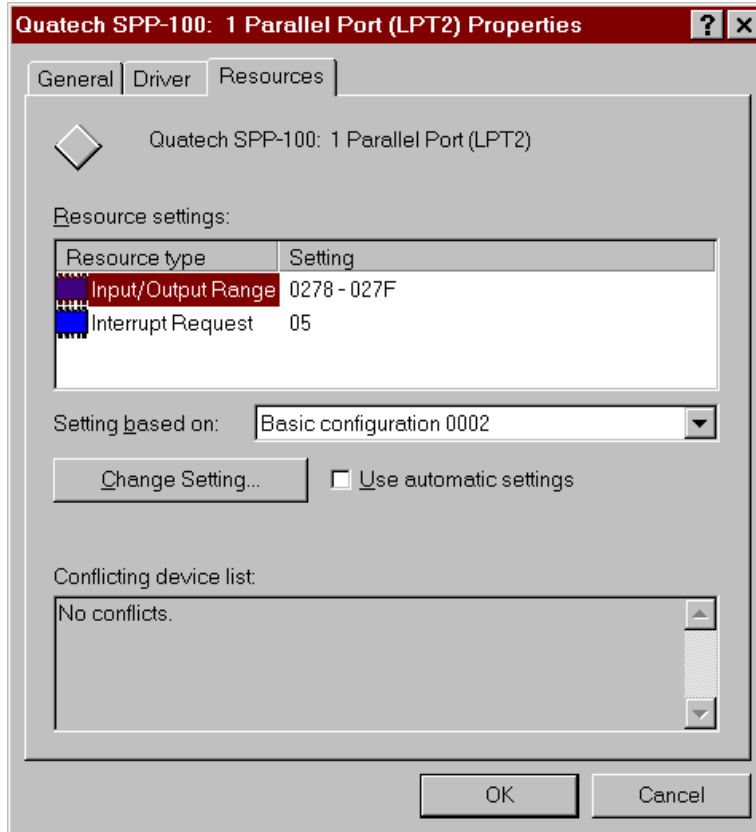 Quatech SPP-100:  1 Parallel Port (LPT2) Properties
General Driver Resources
Quatech SPP-100:  1 Parallel Port (LPT2)
Resource settings:
Resource type Setting
Input/Output Range 0278 - 027F
Interrupt Request 05
Setting based on: Basic configuration 0002
Change Setting... Use automatic settings
Conflicting device list:
No conflicts.
OK Cancel